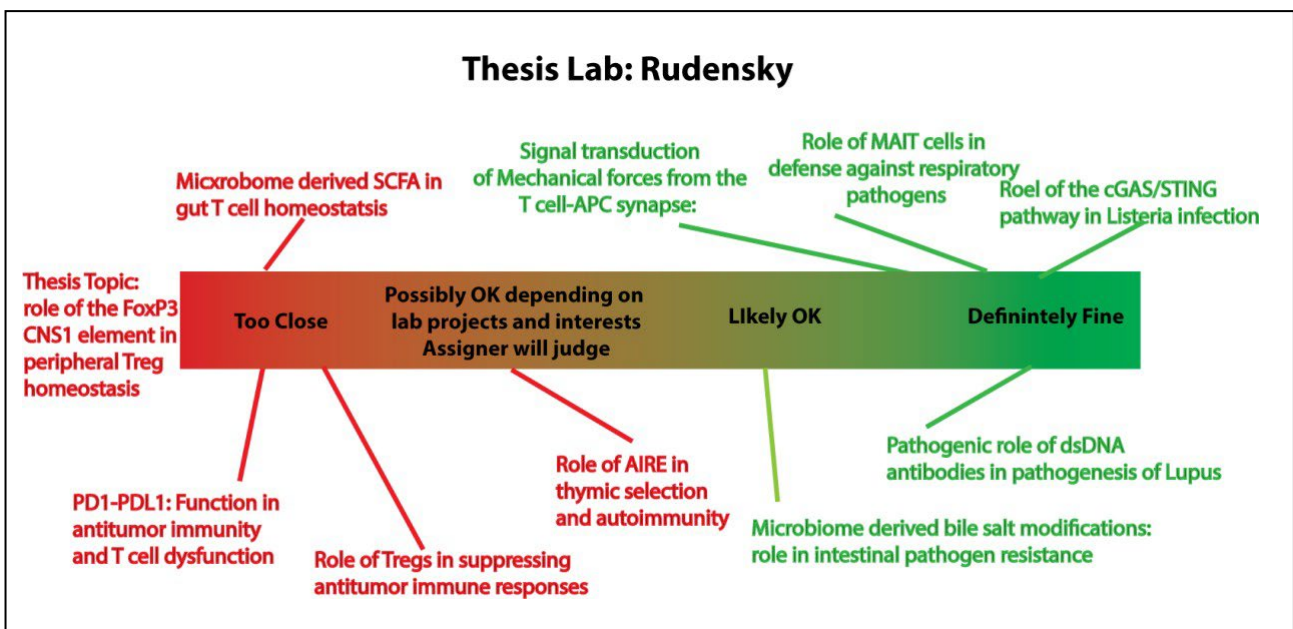 Thesis Lab: Rudensky
Signal transduction
of Mechanical forces from the
T cell-APC synapse:
Role of MAIT cells in
defense against respiratory
pathogens
Roel of the cGAS/STING
pathway in Listeria infection
Micxrobome derived SCFA in
gut T cell homeostatsis
Thesis Topic:
role of the FoxP3
CNS1 element in
peripheral Treg
homeostasis
Too Close
Possibly OK depending on
lab projects and interests
Assigner will judge
LIkely OK
Definintely Fine
PD1-PDL1: Function in
antitumor immunity
and T cell dysfunction
Role of Tregs in suppressing
antitumor immune responses
Role of AIRE in
thymic selection
and autoimmunity
Pathogenic role of dsDNA
antibodies in pathogenesis of Lupus
Microbiome derived bile salt modifications:
role in intestinal pathogen resistance